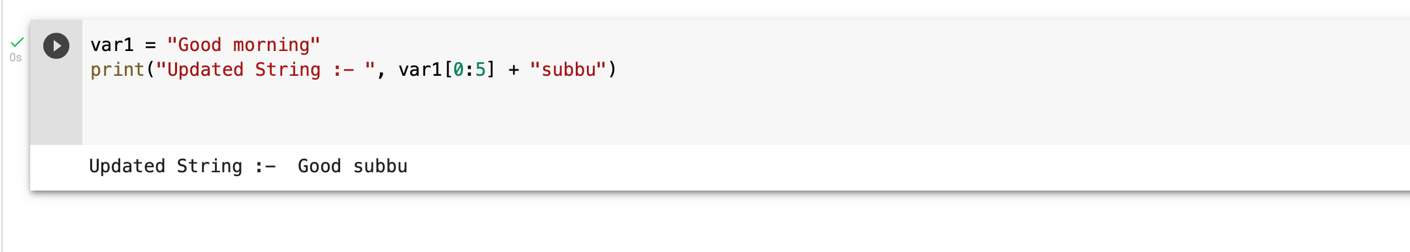 var1 = "Good morning"
0s
print("Updated String :- ", var1[0:5] + "subbu")
Updated String :-  Good subbu